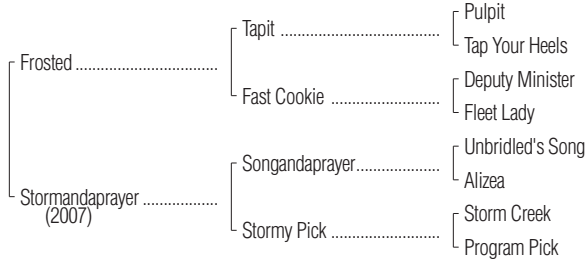 Pulpit
Tapit
Tap Your Heels
Frosted
Deputy Minister
Fast Cookie
Fleet Lady
Unbridled's Song
Songandaprayer
Alizea
Stormandaprayer
(2007)
Storm Creek
Stormy Pick
Program Pick